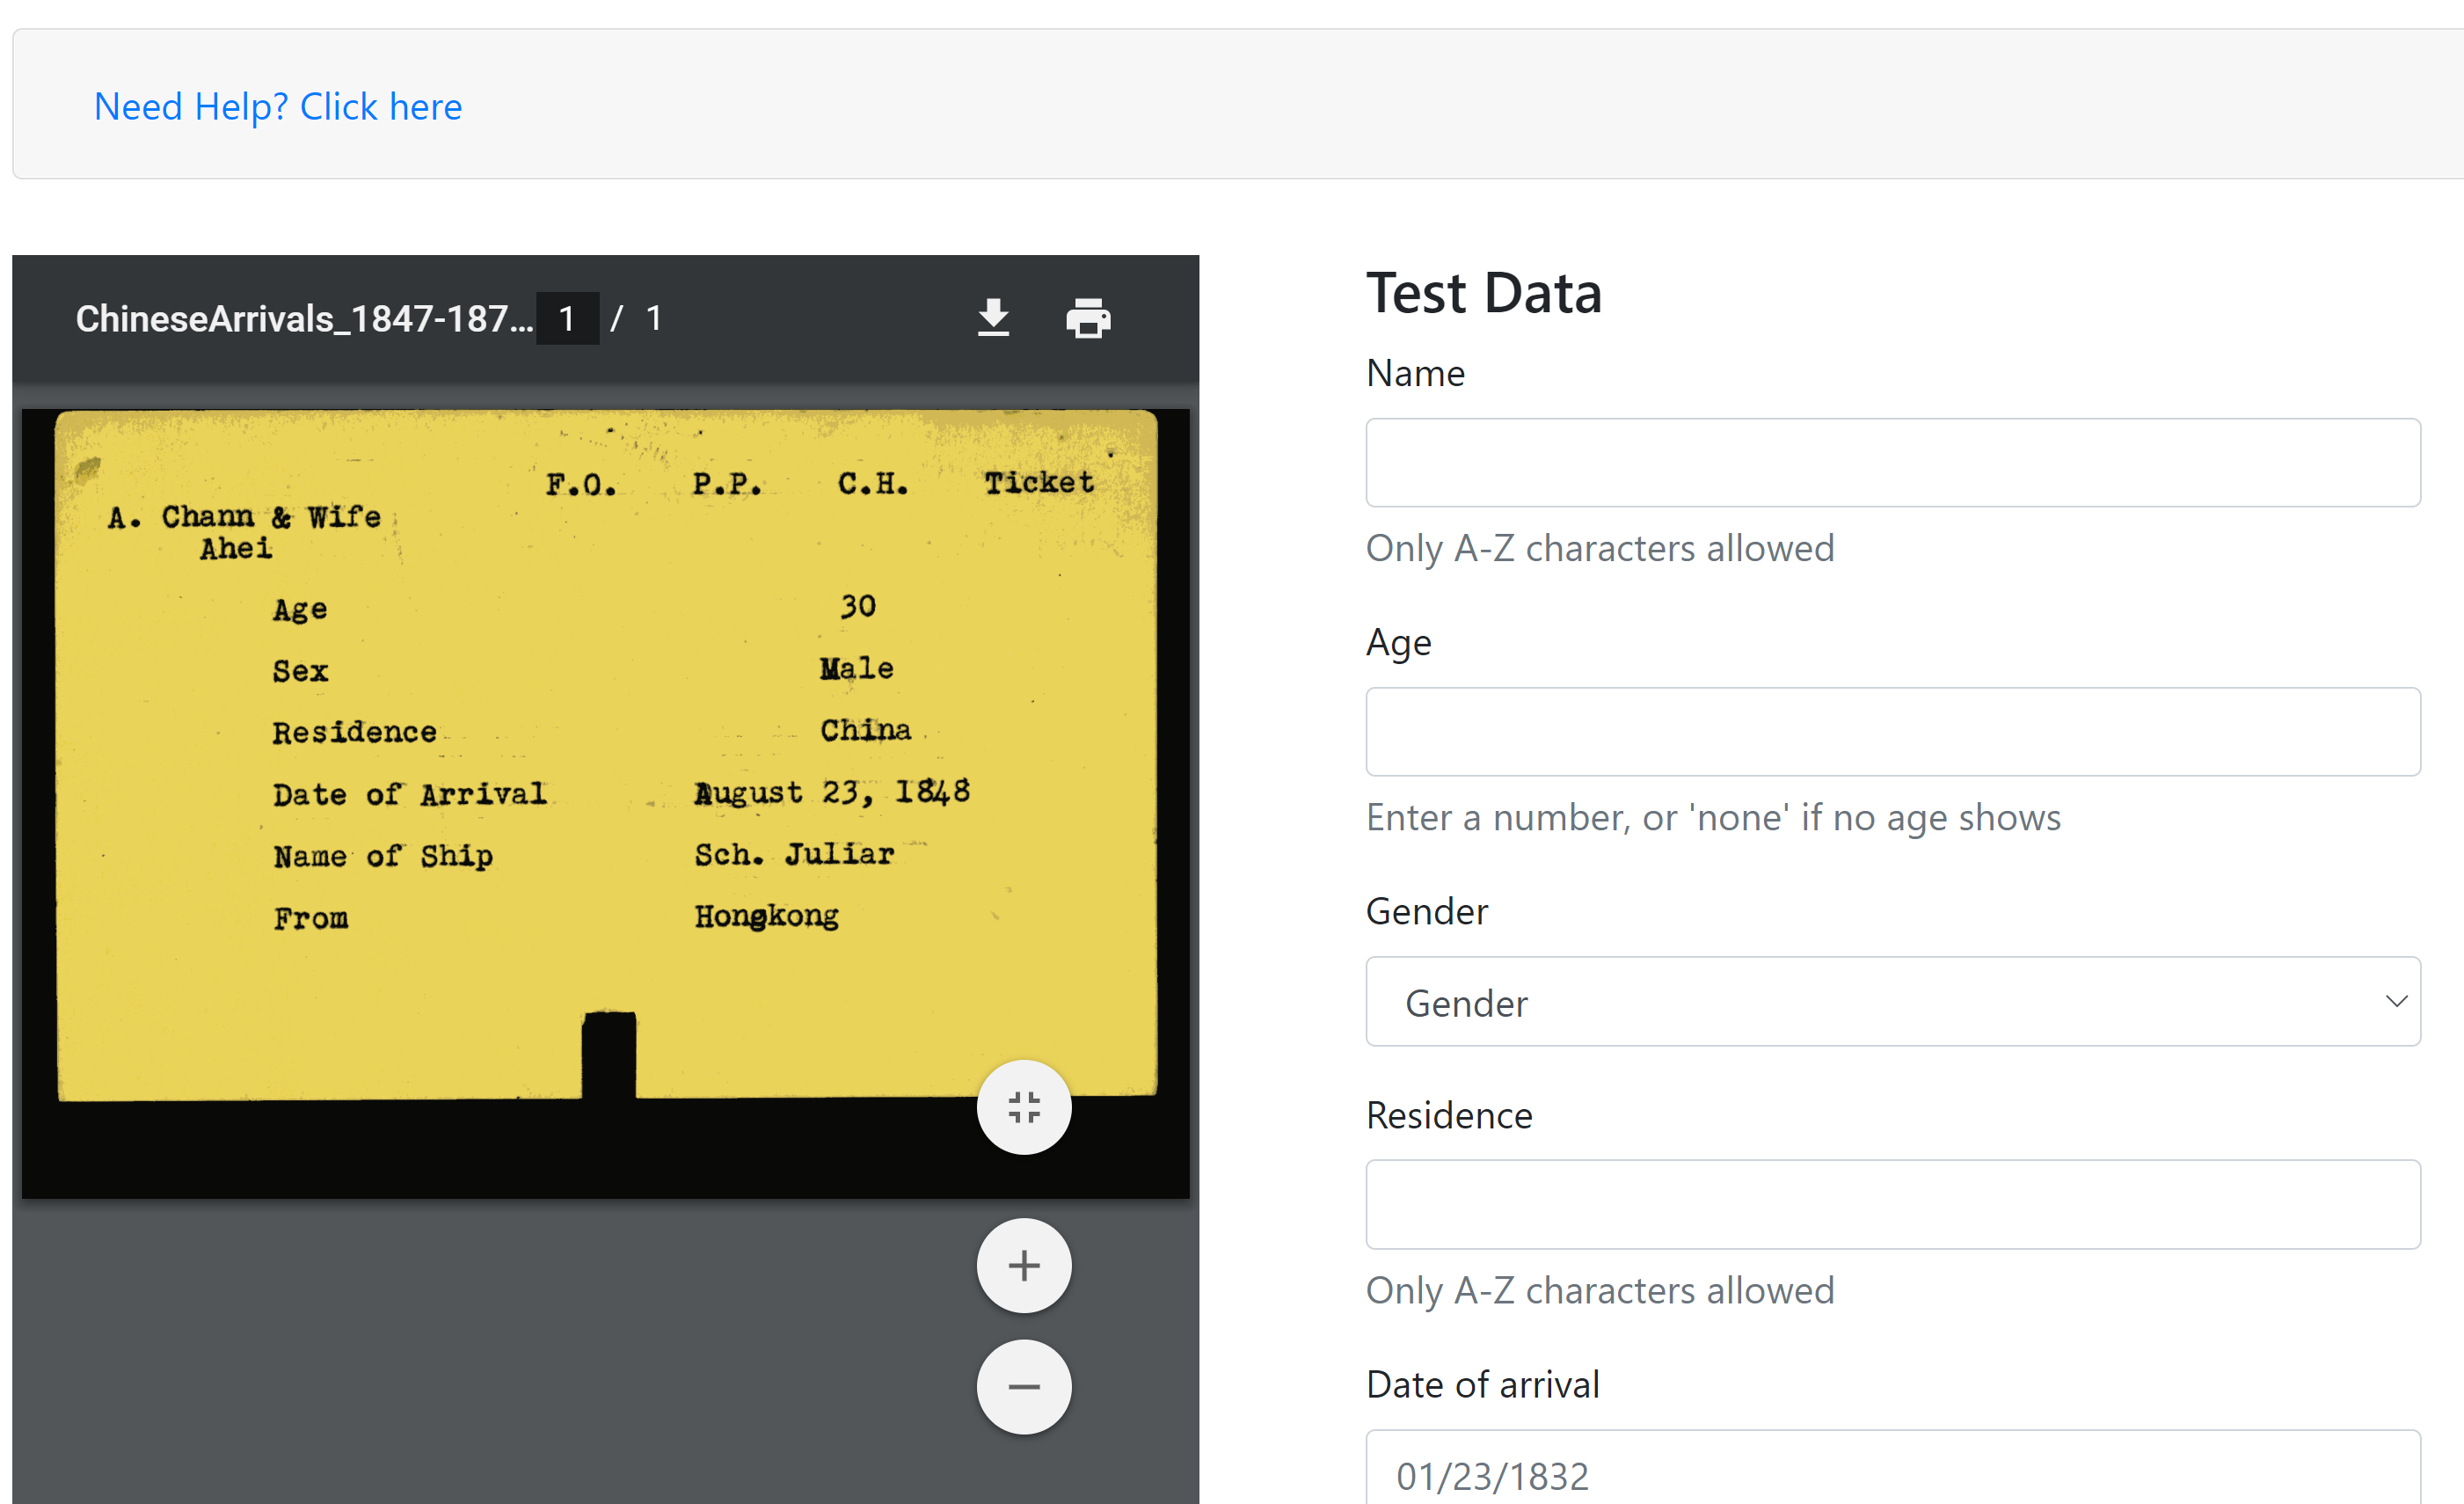 Need Help? Click here
ChineseArrivals_1847-187... 1 / 1
F.O. P.P. C.H. Ticket
A. Chann & Wife
Ahei
Age 30
Sex Male
Residence China
Date of Arrival August 23, 1848
Name of Ship Sch. Juliar
From Hongkong
Test Data
Name
Only A-Z characters allowed
Age
Enter a number, or 'none' if no age shows
Gender
Gender
Residence
Only A-Z characters allowed
Date of arrival
01/23/1832